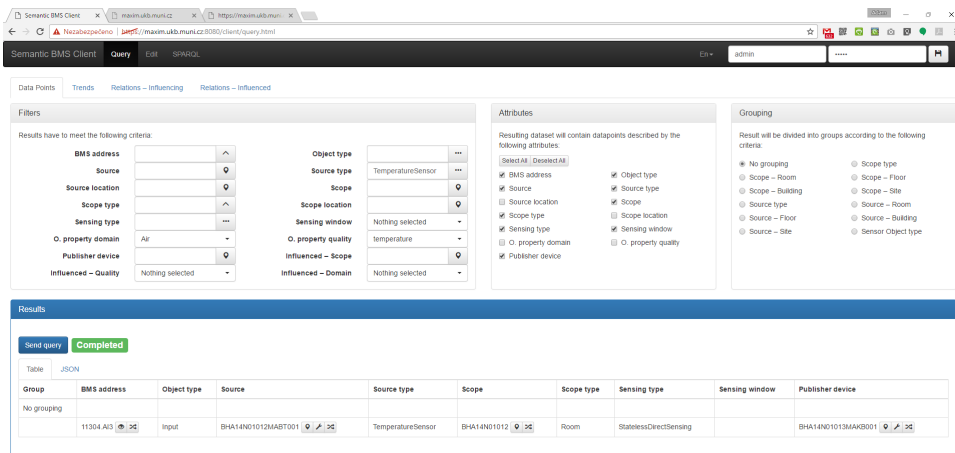 Semantic BMS Client
maxim.ukb.muni.cz
https://maxim.ukb.muni.
Nezabezpečeno | https://maxim.ukb.muni.cz:8080/client/query.html
Semantic BMS Client Query Edit SPARQL En admin •••••
Data Points Trends Relations – Influencing Relations – Influenced
Filters
Results have to meet the following criteria:
BMS address Object type
Source Source type TemperatureSensor
Source location Scope
Scope type Scope location
Sensing type Sensing window Nothing selected
O. property domain Air O. property quality temperature
Publisher device Influenced – Scope
Influenced – Quality Nothing selected Influenced – Domain Nothing selected
Attributes
Resulting dataset will contain datapoints described by the
following attributes:
Select All Deselect All
BMS address Object type
Source Source type
Source location Scope
Scope type Scope location
Sensing type Sensing window
O. property domain O. property quality
Publisher device
Grouping
Result will be divided into groups according to the following
criteria:
No grouping Scope type
Scope – Room Scope – Floor
Scope – Building Scope – Site
Source type Source – Room
Source – Floor Source – Building
Source – Site Sensor Object type
Results
Send query Completed
Table JSON
Group BMS address Object type Source Source type Scope Scope type Sensing type Sensing window Publisher device
No grouping
11304.AI3 Input BHA14N01012MABT001 TemperatureSensor BHA14N01012 Room StatelessDirectSensing BHA14N01013MAKB001